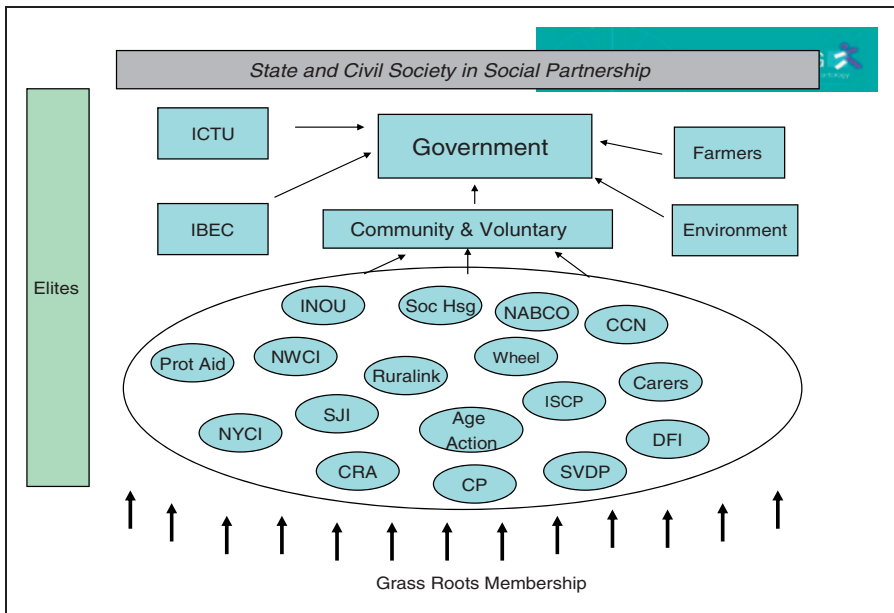 State and Civil Society in Social Partnership
ICTU
Government
Farmers
IBEC
Community & Voluntary
Environment
Elites
INOU
Soc Hsg
NABCO
CCN
Prot Aid
NWCI
Ruralink
Wheel
Carers
SJI
ISCP
NYCI
Age
Action
DFI
CRA
CP
SVDP
Grass Roots Membership